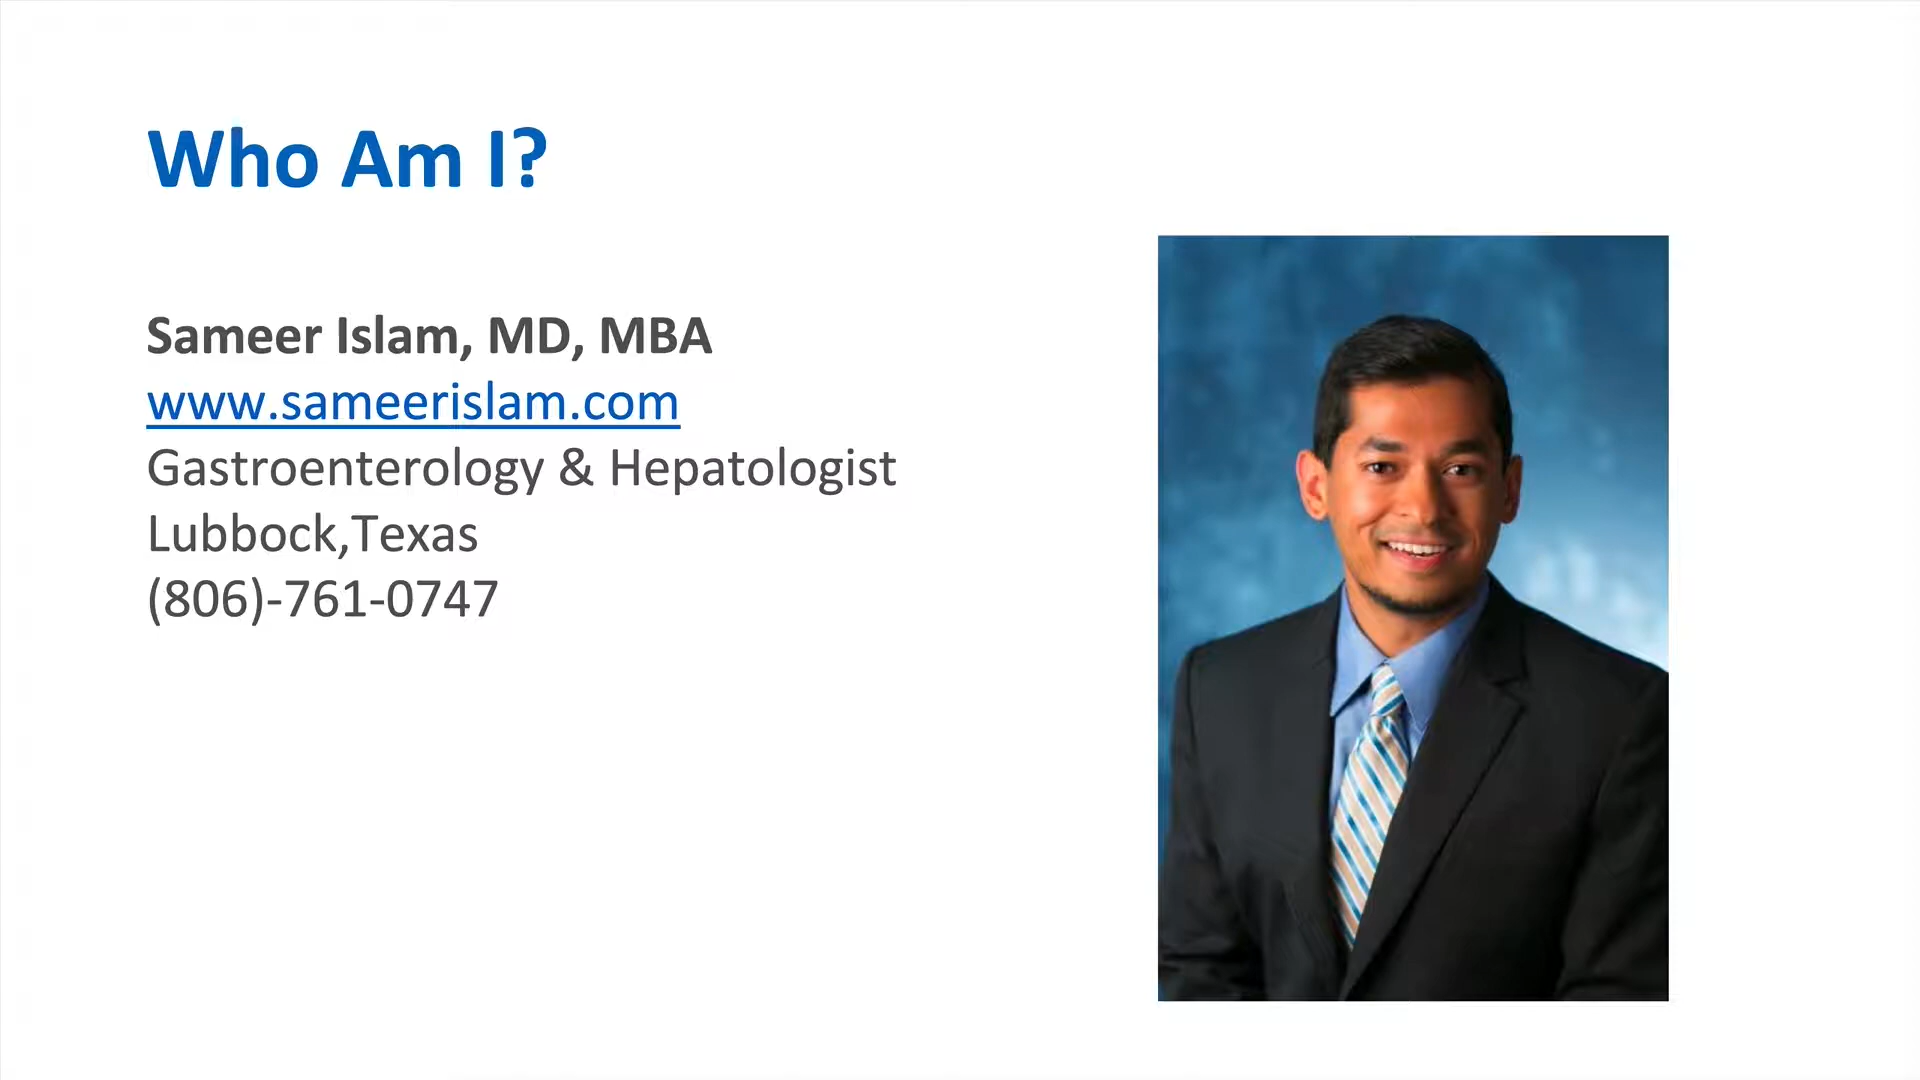 Who Am I?
Sameer Islam, MD, MBA
www.sameerislam.com
Gastroenterology & Hepatologist
Lubbock,Texas
(806)-761-0747